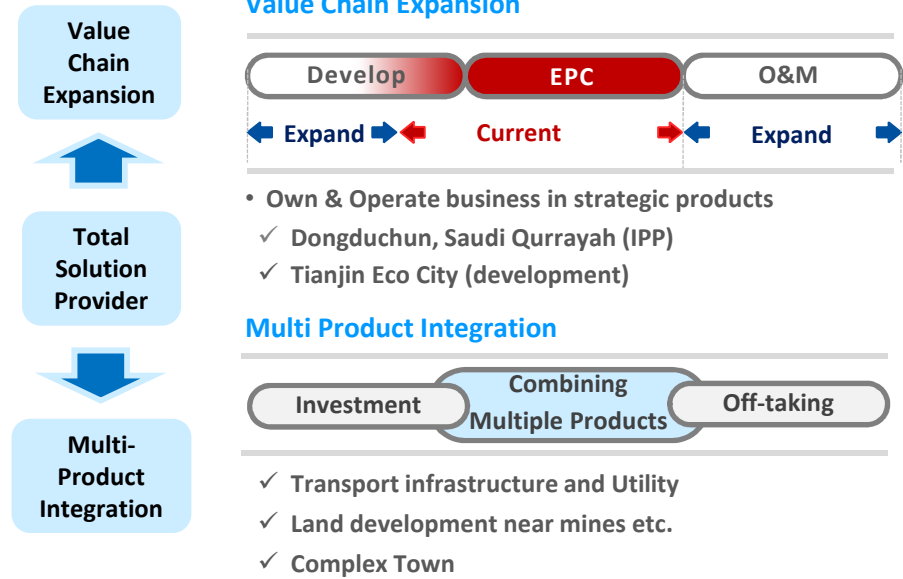 Value
Chain
Expansion
Total
Solution
Provider
Multi-
Product
Integration
Value Chain Expansion
Develop EPC O&M
Expand Current Expand
• Own & Operate business in strategic products
✓ Dongduchun, Saudi Qurrayah (IPP)
✓ Tianjin Eco City (development)
Multi Product Integration
Investment
Combining
Multiple Products
Off-taking
✓ Transport infrastructure and Utility
✓ Land development near mines etc.
✓ Complex Town